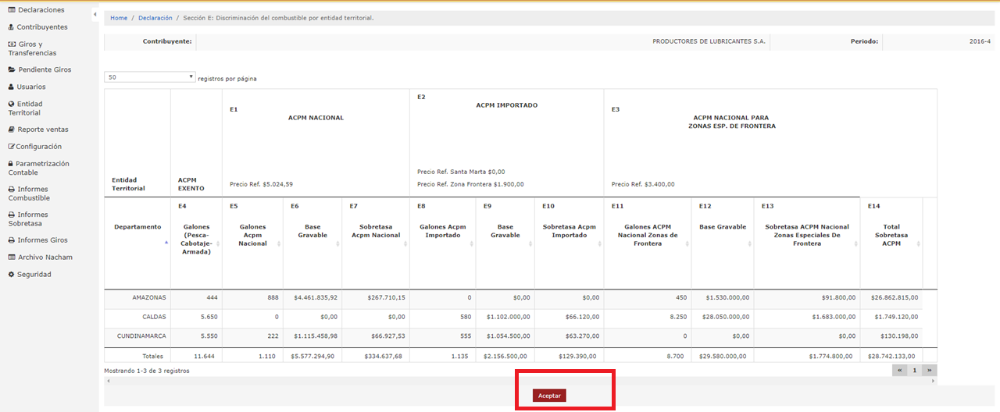 Declaraciones
Contribuyentes
Giros y
Transferencias
Pendiente Giros
Usuarios
Entidad
Territorial
Reporte ventas
Configuración
Parametrización
Contable
Informes
Combustible
Informes
Sobretasa
Informes Giros
Archivo Nacham
Seguridad
Home / Declaración / Sección E: Discriminación del combustible por entidad territorial.
Contribuyente: PRODUCTORES DE LUBRICANTES S.A. Periodo: 2016-4
50 registros por página
E1
ACPM NACIONAL
E2
ACPM IMPORTADO
E3
ACPM NACIONAL PARA
ZONAS ESP. DE FRONTERA
Entidad
Territorial
ACPM
EXENTO
Precio Ref. $5.024,59
Precio Ref. Santa Marta $0,00
Precio Ref. Zona Frontera $1.900,00
Precio Ref. $3.400,00
Departamento
E4
Galones
(Pesca-
Cabotaje-
Armada)
E5
Galones
Acpm
Nacional
E6
Base
Gravable
E7
Sobretasa
Acpm Nacional
E8
Galones Acpm
Importado
E9
Base
Gravable
E10
Sobretasa Acpm
Importado
E11
Galones ACPM
Nacional Zonas de
Frontera
E12
Base Gravable
E13
Sobretasa ACPM Nacional
Zonas Especiales De
Frontera
E14
Total
Sobretasa
ACPM
AMAZONAS 444 888 $4.461.835,92 $267.710,15 0 $0,00 $0,00 450 $1.530.000,00 $91.800,00 $26.862.815,00
CALDAS 5.650 0 $0,00 $0,00 580 $1.102.000,00 $66.120,00 8.250 $28.050.000,00 $1.683.000,00 $1.749.120,00
CUNDINAMARCA 5.550 222 $1.115.458,98 $66.927,53 555 $1.054.500,00 $63.270,00 0 $0,00 $0,00 $130.198,00
Totales 11.644 1.110 $5.577.294,90 $334.637,68 1.135 $2.156.500,00 $129.390,00 8.700 $29.580.000,00 $1.774.800,00 $28.742.133,00
Mostrando 1-3 de 3 registros
« 1 »
Aceptar